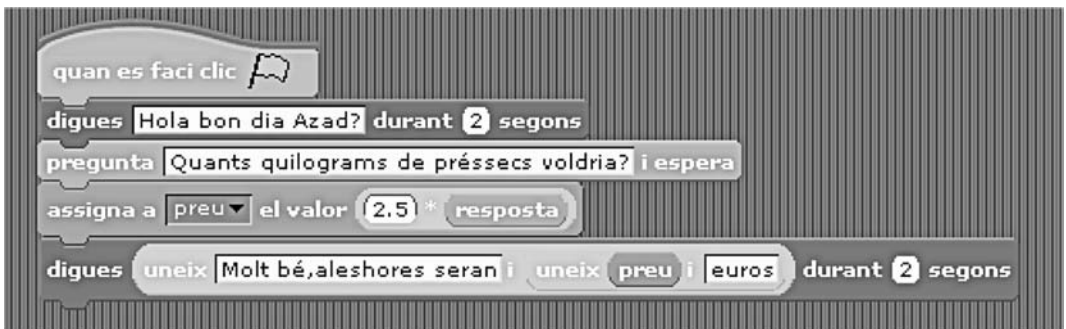 quan es faci clic
digues Hola bon dia Azad? durant 2 segons
pregunta Quants quilograms de préssecs voldria? i espera
assigna a preu el valor 2.5 * resposta
digues uneix Molt bé,aleshores seran i uneix preu i euros durant 2 segons